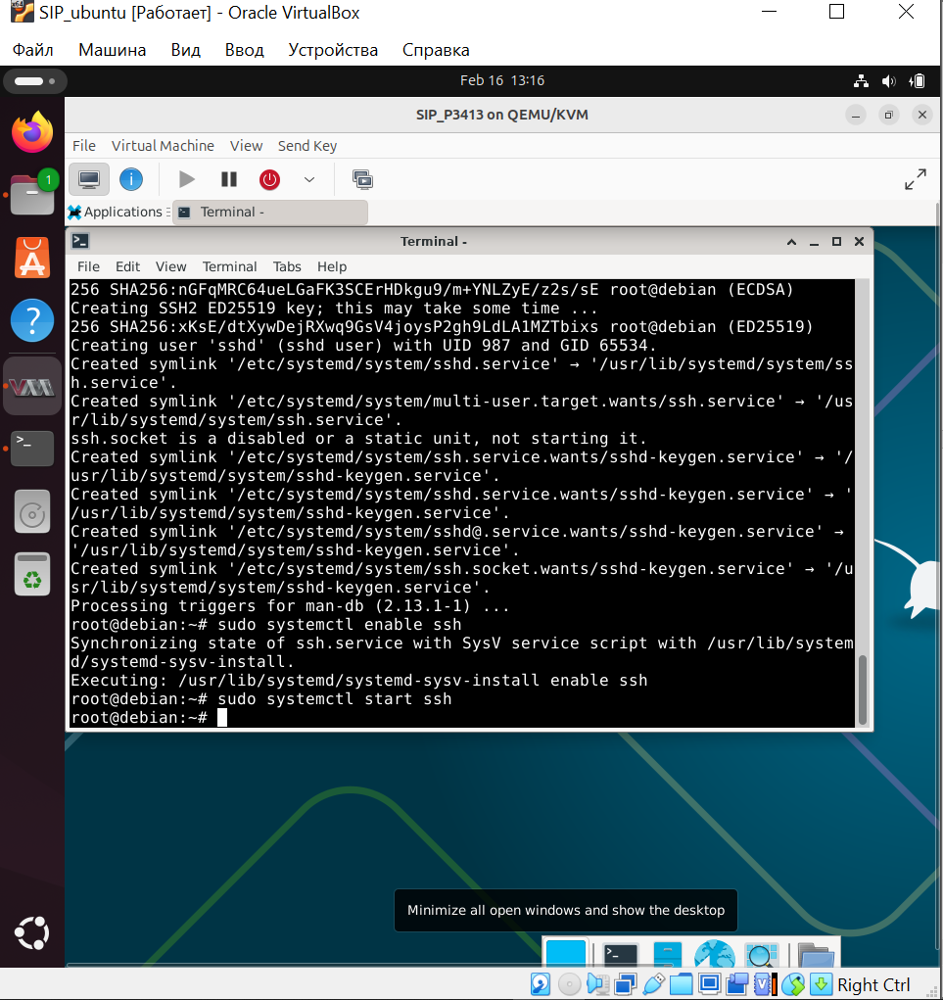 SIP_ubuntu [Работает] - Oracle VirtualBox
Файл Машина Вид Ввод Устройства Справка
Feb 16 13:16
SIP_P3413 on QEMU/KVM
File Virtual Machine View Send Key
1
Applications
Terminal -
Terminal -
File Edit View Terminal Tabs Help
256 SHA256:nGFqMRC64ueLGaFK3SCErHDkgu9/m+YNLZyE/z2s/sE root@debian (ECDSA)
Creating SSH2 ED25519 key; this may take some time ...
256 SHA256:xKsE/dtXywDejRXwq9GsV4joysP2gh9LdLA1MZTbixs root@debian (ED25519)
Creating user 'sshd' (sshd user) with UID 987 and GID 65534.
Created symlink '/etc/systemd/system/sshd.service' → '/usr/lib/systemd/system/ss
h.service'.
Created symlink '/etc/systemd/system/multi-user.target.wants/ssh.service' → '/us
r/lib/systemd/system/ssh.service'.
ssh.socket is a disabled or a static unit, not starting it.
Created symlink '/etc/systemd/system/ssh.service.wants/sshd-keygen.service' → '/
usr/lib/systemd/system/sshd-keygen.service'.
Created symlink '/etc/systemd/system/sshd.service.wants/sshd-keygen.service' → '
/usr/lib/systemd/system/sshd-keygen.service'.
Created symlink '/etc/systemd/system/sshd@.service.wants/sshd-keygen.service' →
'/usr/lib/systemd/system/sshd-keygen.service'.
Created symlink '/etc/systemd/system/ssh.socket.wants/sshd-keygen.service' → '/u
sr/lib/systemd/system/sshd-keygen.service'.
Processing triggers for man-db (2.13.1-1) ...
root@debian:~# sudo systemctl enable ssh
Synchronizing state of ssh.service with SysV service script with /usr/lib/system
d/systemd-sysv-install.
Executing: /usr/lib/systemd/systemd-sysv-install enable ssh
root@debian:~# sudo systemctl start ssh
root@debian:~#
Minimize all open windows and show the desktop
Right Ctrl